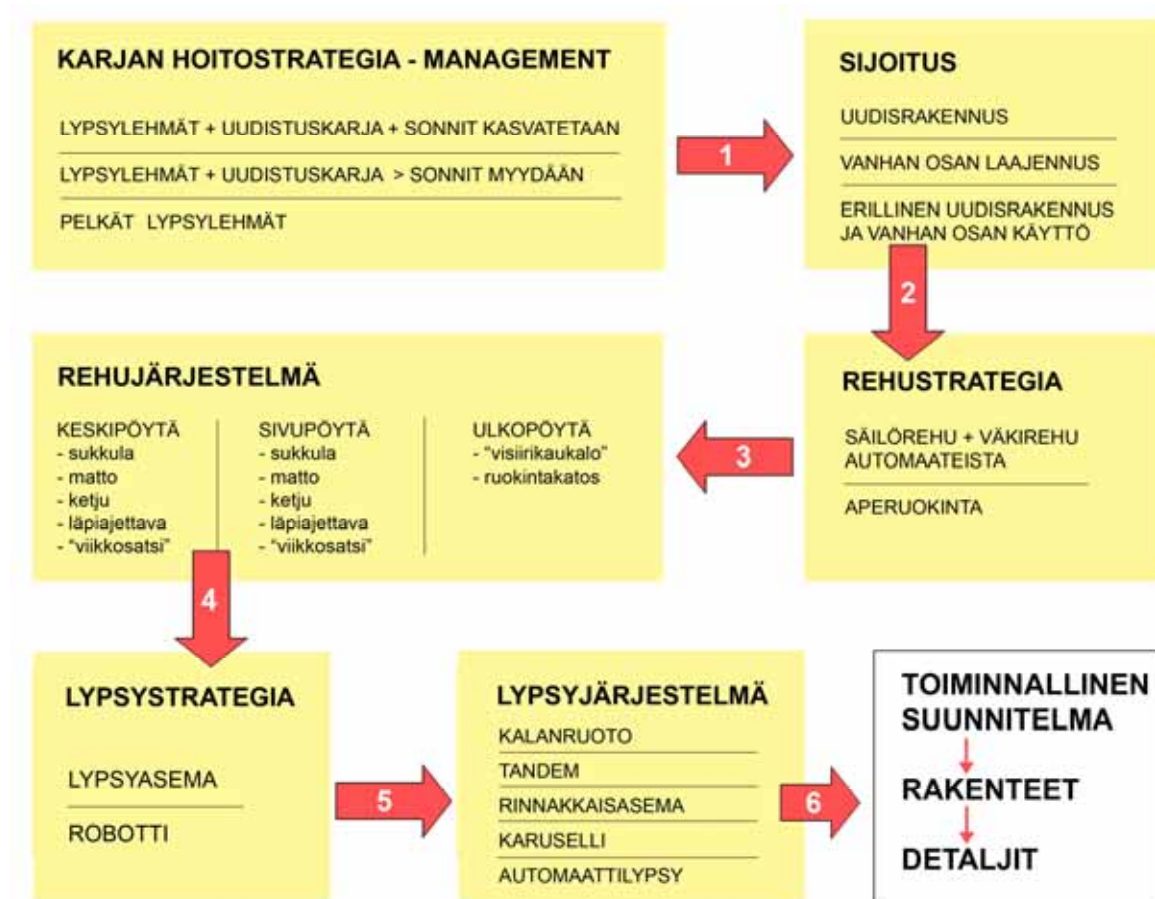 KARJAN HOITOSTRATEGIA - MANAGEMENT
LYPSYLEHMÄT + UUDISTUSKARJA + SONNIT KASVATETAAN
LYPSYLEHMÄT + UUDISTUSKARJA > SONNIT MYYDÄÄN
PELKÄT LYPSYLEHMÄT
1
SIJOITUS
UUDISRAKENNUS
VANHAN OSAN LAAJENNUS
ERILLINEN UUDISRAKENNUS
JA VANHAN OSAN KÄYTTÖ
2
REHUSTRATEGIA
SÄILÖREHU + VÄKIREHU
AUTOMAATEISTA
APERUOKINTA
3
REHUJÄRJESTELMÄ
KESKIPÖYTÄ
- sukkula
- matto
- ketju
- läpiajettava
- "viikkosatsi"
SIVUPÖYTÄ
- sukkula
- matto
- ketju
- läpiajettava
- "viikkosatsi"
ULKOPÖYTÄ
- "visiirikaukalo"
- ruokintakatos
4
LYPSYSTRATEGIA
LYPSYASEMA
ROBOTTI
5
LYPSYJÄRJESTELMÄ
KALANRUOTO
TANDEM
RINNAKKAISASEMA
KARUSELLI
AUTOMAATTILYPSY
6
TOIMINNALLINEN
SUUNNITELMA
RAKENTEET
DETALJIT